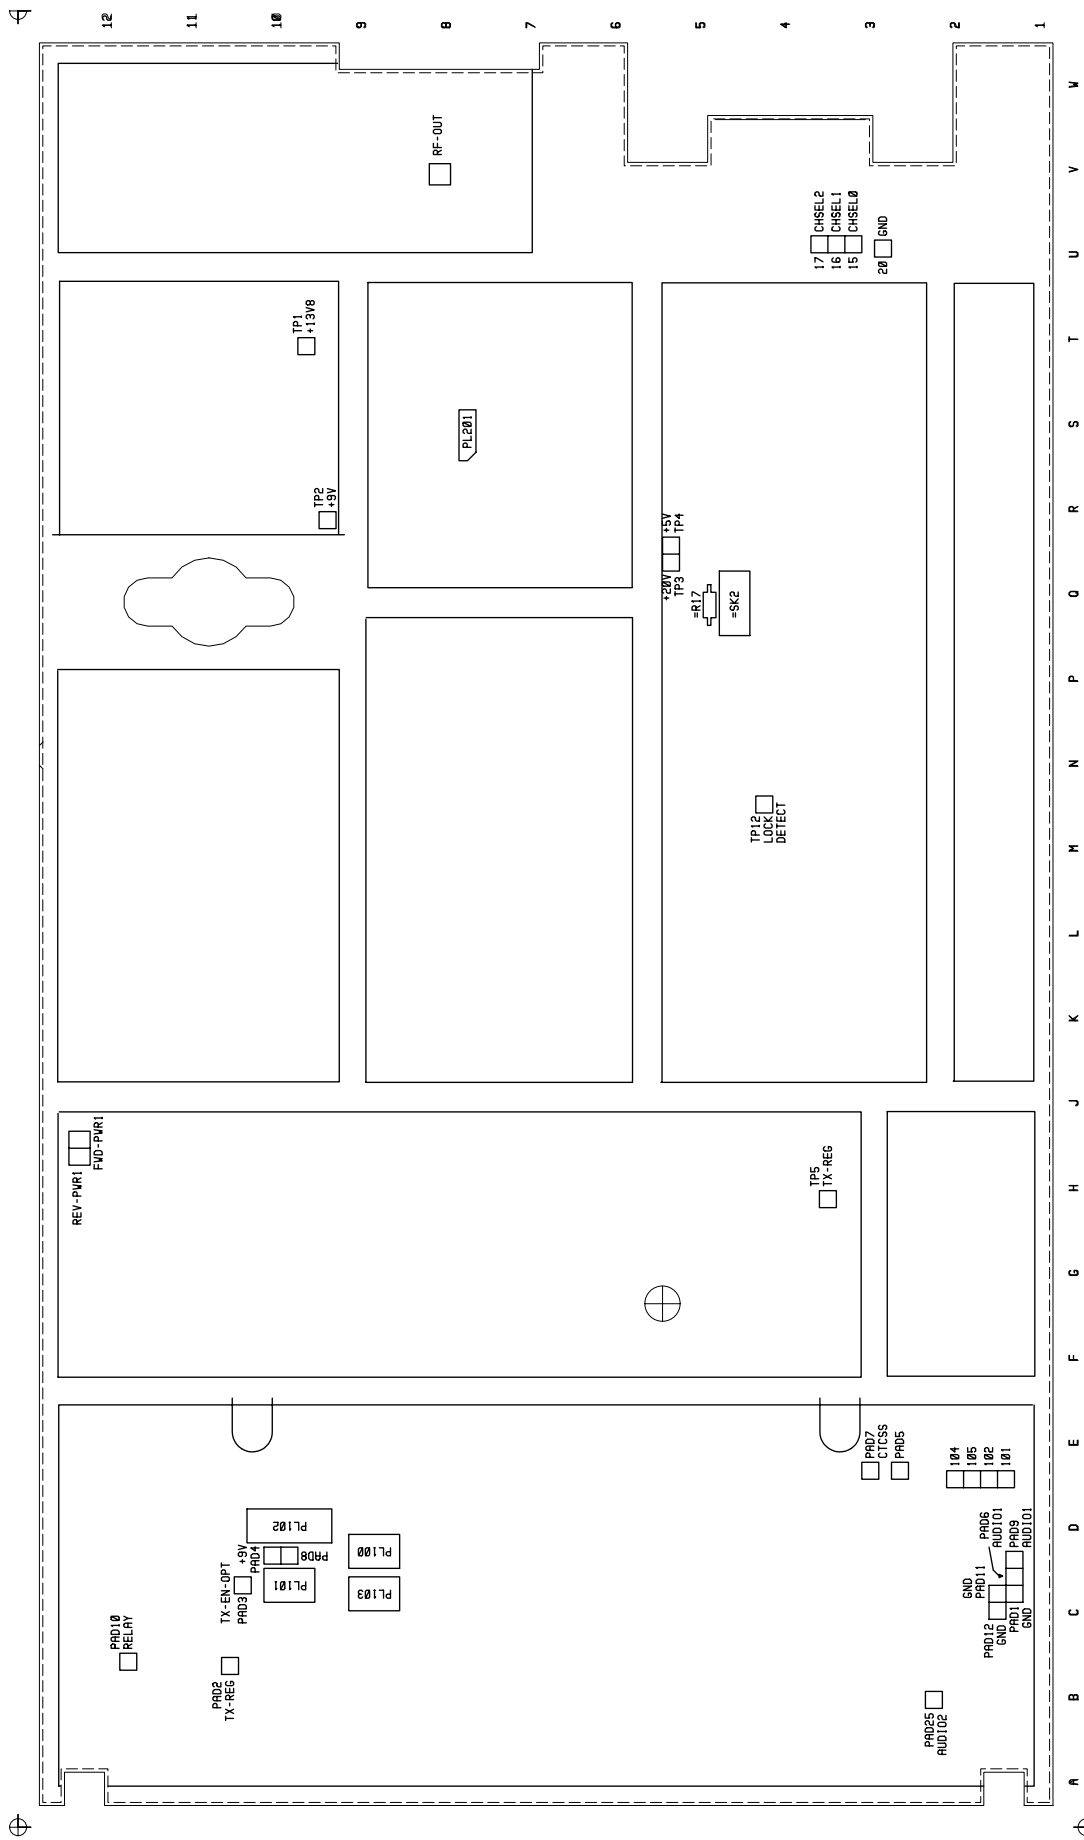 12
11
10
9
8
7
6
5
4
3
2
1
W
V
U
T
S
R
Q
P
N
M
L
K
J
H
G
F
E
D
C
B
A
RF-OUT
17 CHSEL2
16 CHSEL1
15 CHSEL0
20 GND
TP1
+13V8
PL201
TP2
+9V
+5V
TP4
+20V
TP3
=R17
=SK2
TP12
LOCK
DETECT
REV-PWR1
FWD-PWR1
TP5
TX-REG
PAD7
CTCSS
PAD5
104
105
102
101
PL102
PL100
+9V
PAD4
PAD8
PL101
PL103
TX-EN-OPT
PAD3
PAD6
AUDIO1
PAD9
AUDIO1
GND
PAD11
PAD12
GND
PAD1
GND
PAD10
RELAY
PAD2
TX-REG
PAD25
AUDIO2